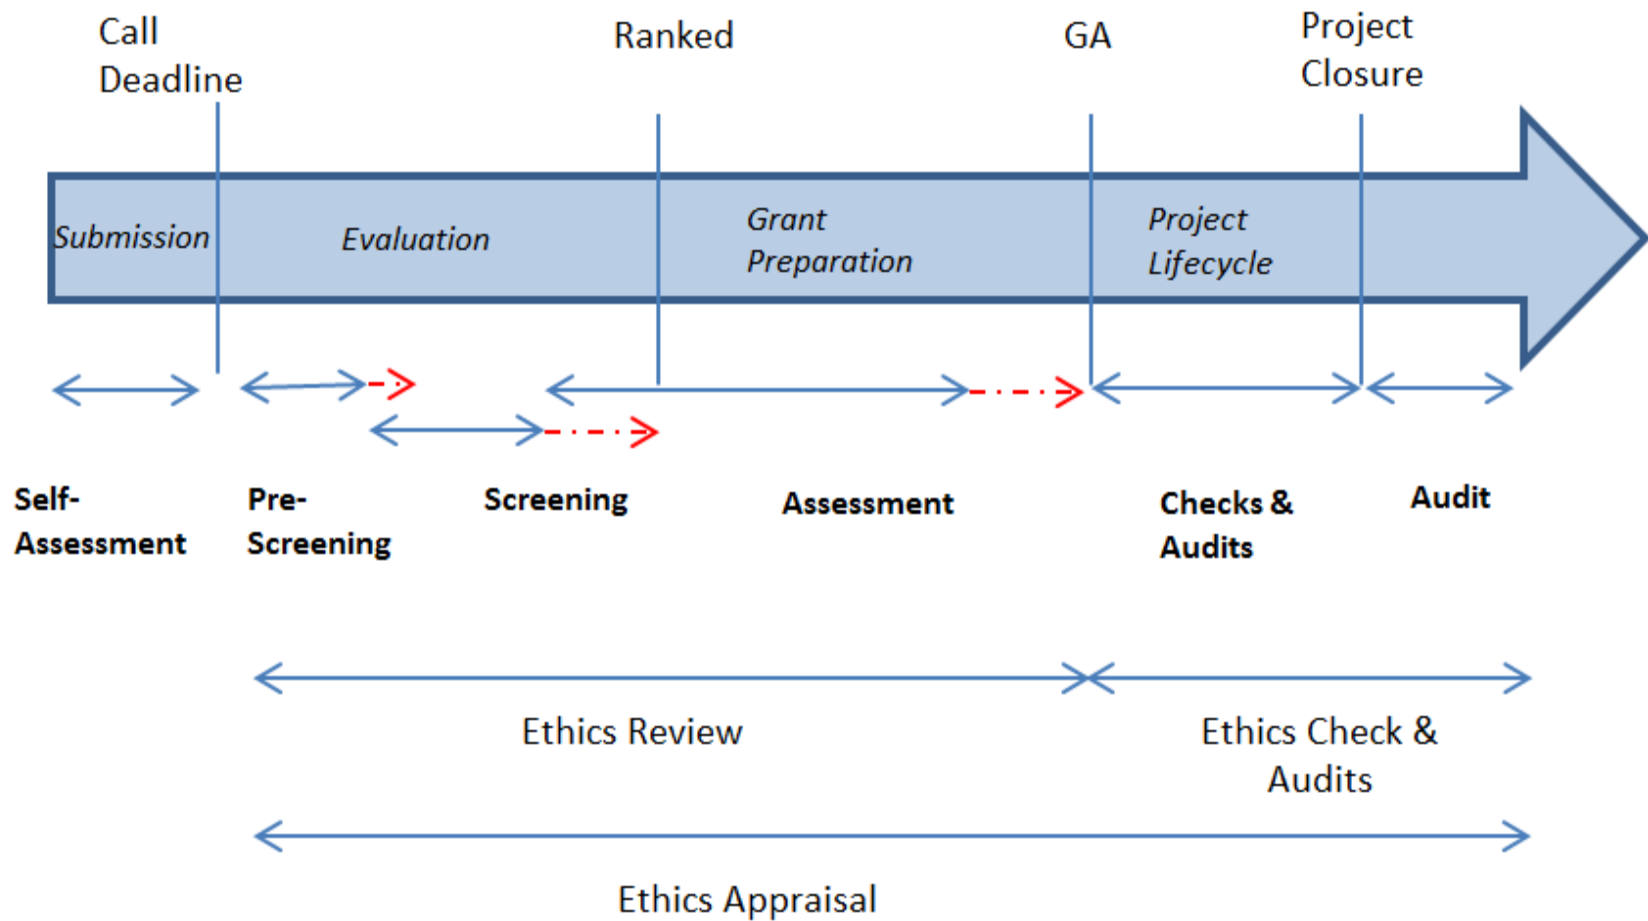 Call
Deadline
Ranked
GA
Project
Closure
Submission
Evaluation
Grant
Preparation
Project
Lifecycle
Self-
Assessment
Pre-
Screening
Screening
Assessment
Checks &
Audits
Audit
Ethics Review
Ethics Check &
Audits
Ethics Appraisal